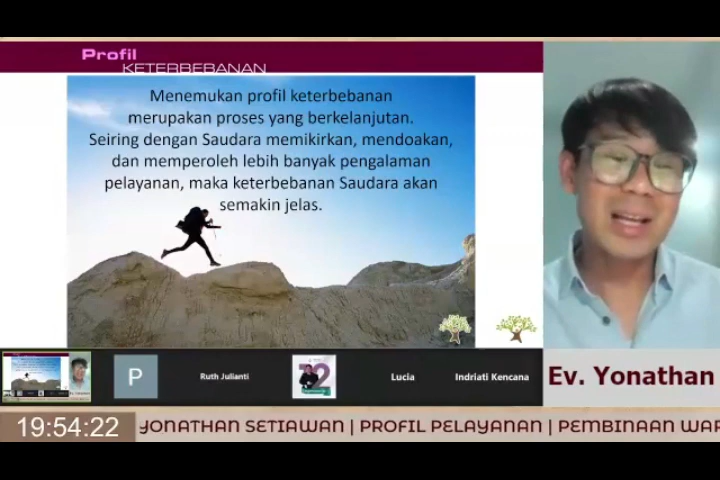 Profil
KETERBEBANAN
Menemukan profil keterbebanan
merupakan proses yang berkelanjutan.
Seiring dengan Saudara memikirkan, mendoakan,
dan memperoleh lebih banyak pengalaman
pelayanan, maka keterbebanan Saudara akan
semakin jelas.
P
Ruth Julianti
Lucia
Indriati Kencana
Ev. Yonathan
19:54:22
YONATHAN SETIAWAN | PROFIL PELAYANAN | PEMBINAAN WAR